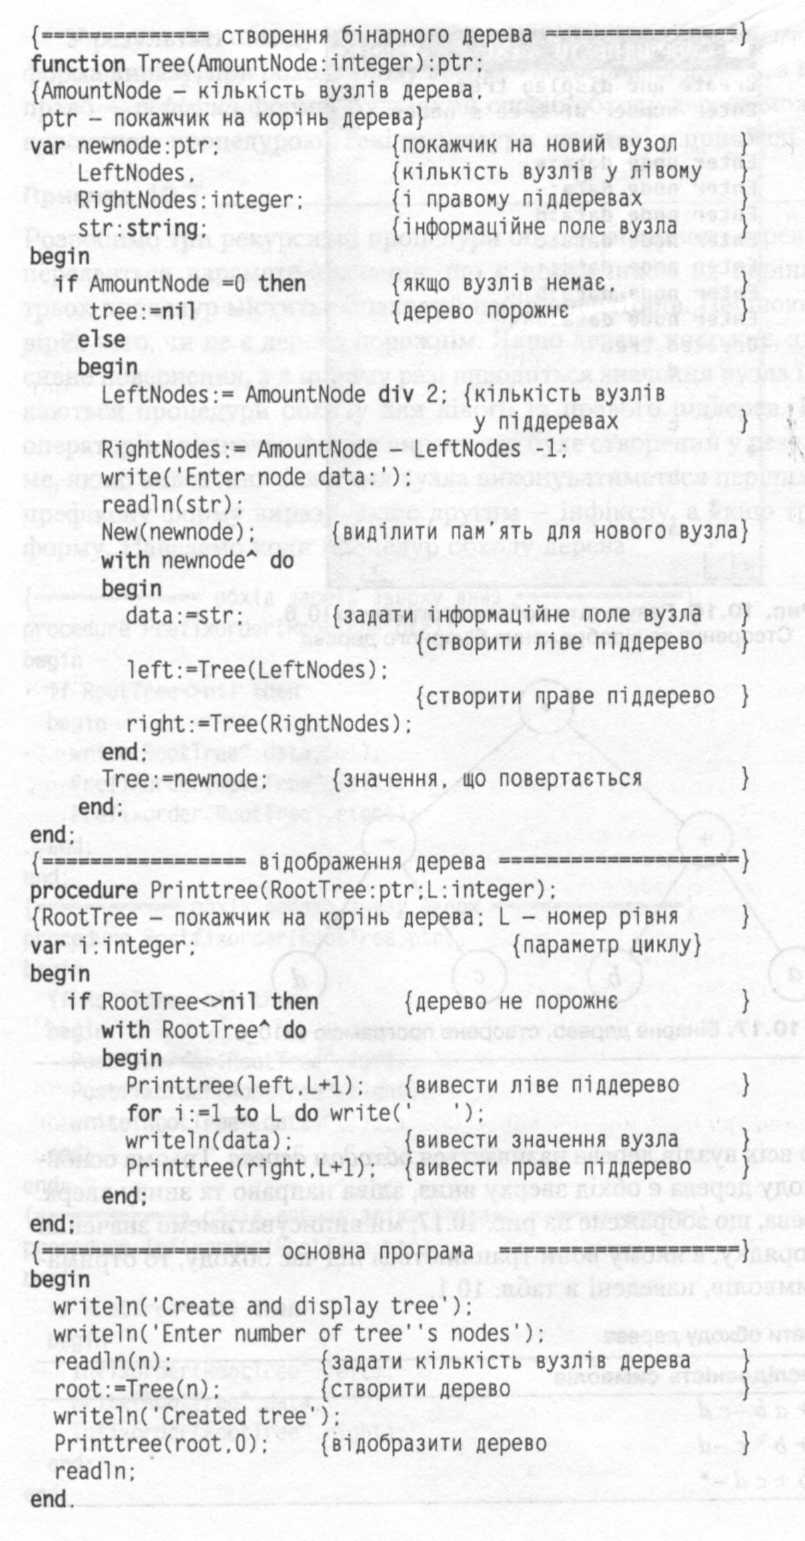 {============== створення бінарного дерева ================}
function Tree(AmountNode:integer):ptr;
{AmountNode – кількість вузлів дерева;
ptr – покажчик на корінь дерева}
var newnode:ptr; {покажчик на новий вузол }
LeftNodes, {кількість вузлів у лівому }
RightNodes:integer; {і правому піддеревах }
str:string; {інформаційне поле вузла }
begin
if AmountNode =0 then {якщо вузлів немає,
tree:=nil {дерево порожнє }
else
begin
LeftNodes:= AmountNode div 2; {кількість вузлів
у піддеревах }
RightNodes:= AmountNode – LeftNodes -1;
write('Enter node data:');
readln(str);
New(newnode); {виділити пам'ять для нового вузла}
with newnode^ do
begin
data:=str; {задати інформаційне поле вузла }
{створити ліве піддерево }
left:=Tree(LeftNodes);
{створити праве піддерево }
right:=Tree(RightNodes);
end;
Tree:=newnode; {значення, що повертається }
end;
end;
{================= відображення дерева ====================}
procedure Printtree(RootTree:ptr;L:integer);
{RootTree – покажчик на корінь дерева; L – номер рівня }
var i:integer; {параметр циклу}
begin
if RootTree<>nil then {дерево не порожнє }
with RootTree^ do
begin
Printtree(left,L+1); {вивести ліве піддерево }
for i:=1 to L do write('   ');
writeln(data); {вивести значення вузла }
Printtree(right,L+1); {вивести праве піддерево }
end;
end;
{================== основна програма ====================}
begin
writeln('Create and display tree');
writeln('Enter number of tree''s nodes');
readln(n); {задати кількість вузлів дерева }
root:=Tree(n); {створити дерево }
writeln('Created tree');
Printtree(root,0); {відобразити дерево }
readln;
end.